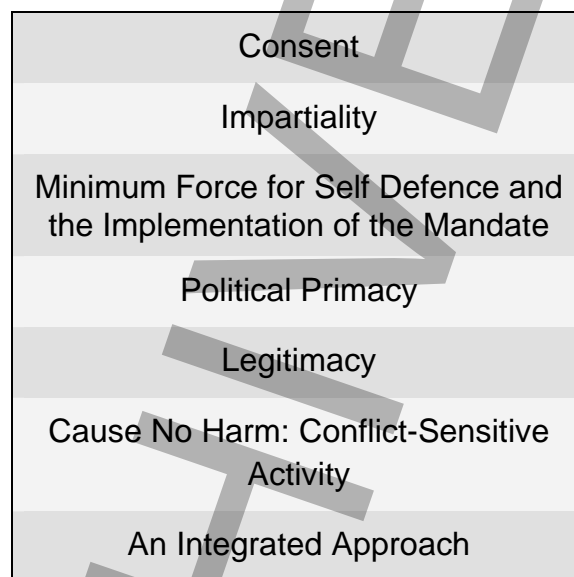 Consent
Impartiality
Minimum Force for Self Defence and
the Implementation of the Mandate
Political Primacy
Legitimacy
Cause No Harm: Conflict-Sensitive
Activity
An Integrated Approach